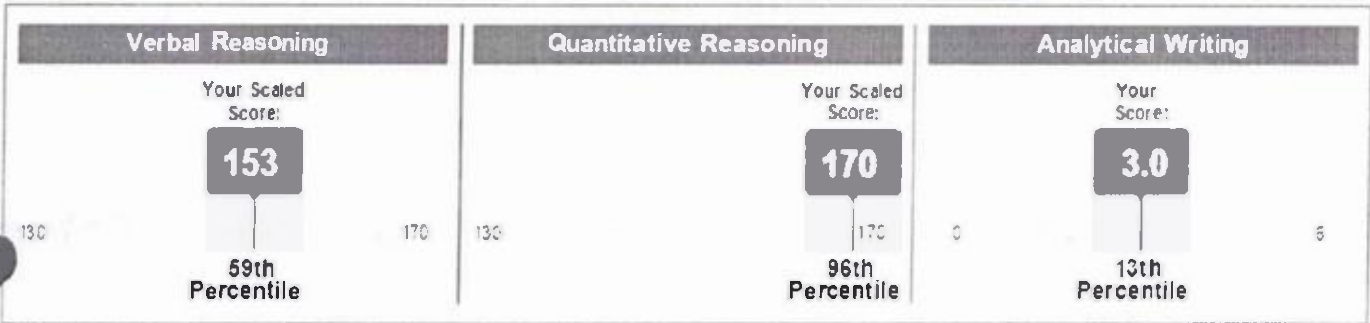 Verbal Reasoning
Your Scaled
Score:
153
130
170
59th
Percentile
Quantitative Reasoning
Your Scaled
Score:
170
130
170
96th
Percentile
Analytical Writing
Your
Score:
3.0
0
6
13th
Percentile